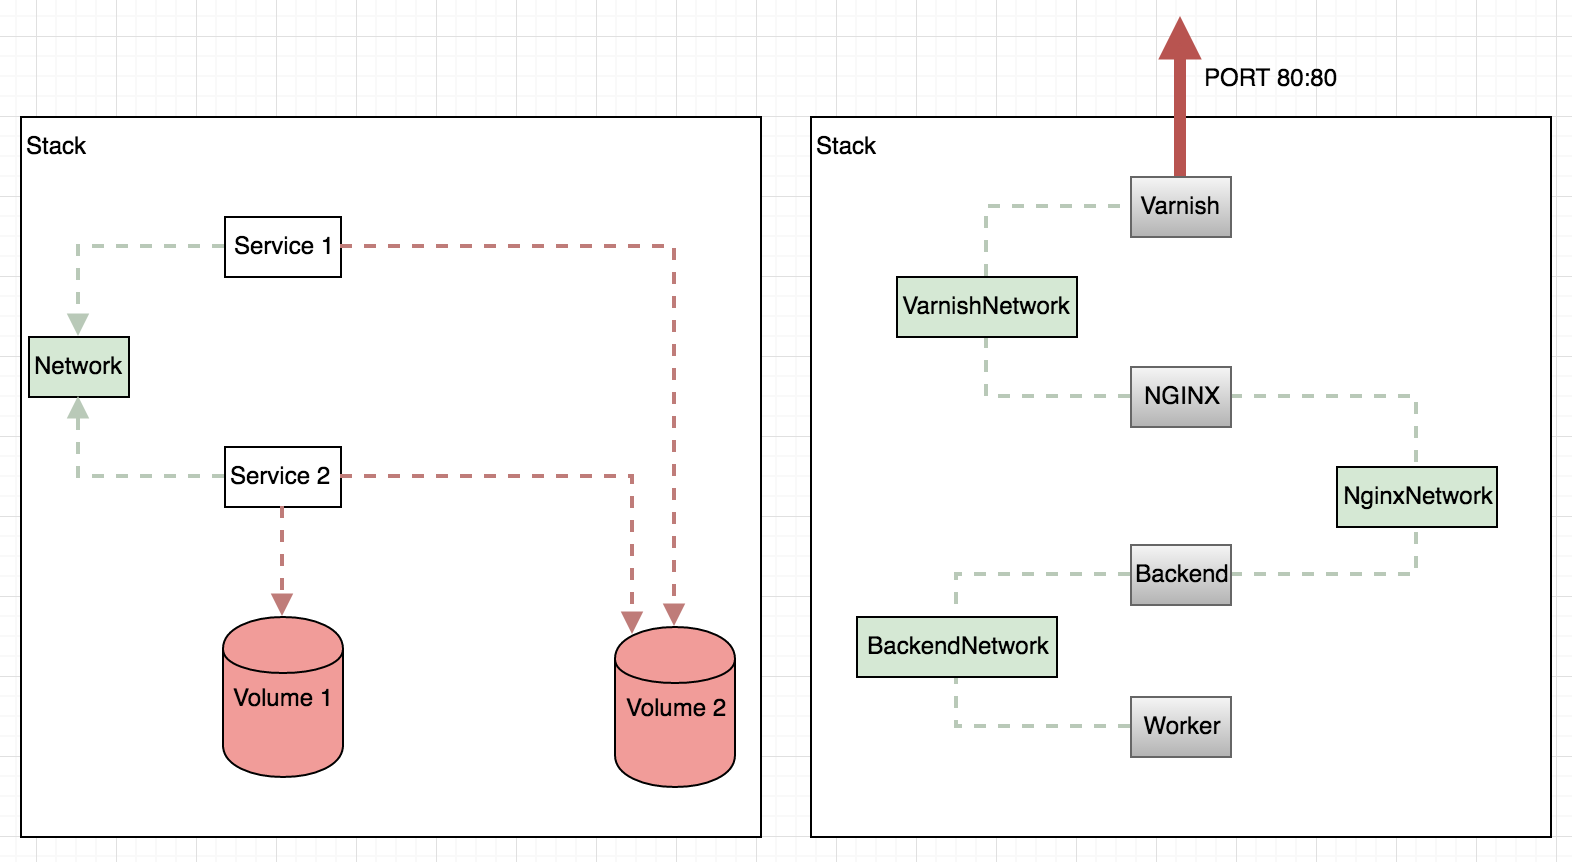 Stack
Service 1
Network
Service 2
Volume 1
Volume 2
PORT 80:80
Stack
Varnish
VarnishNetwork
NGINX
NginxNetwork
Backend
BackendNetwork
Worker